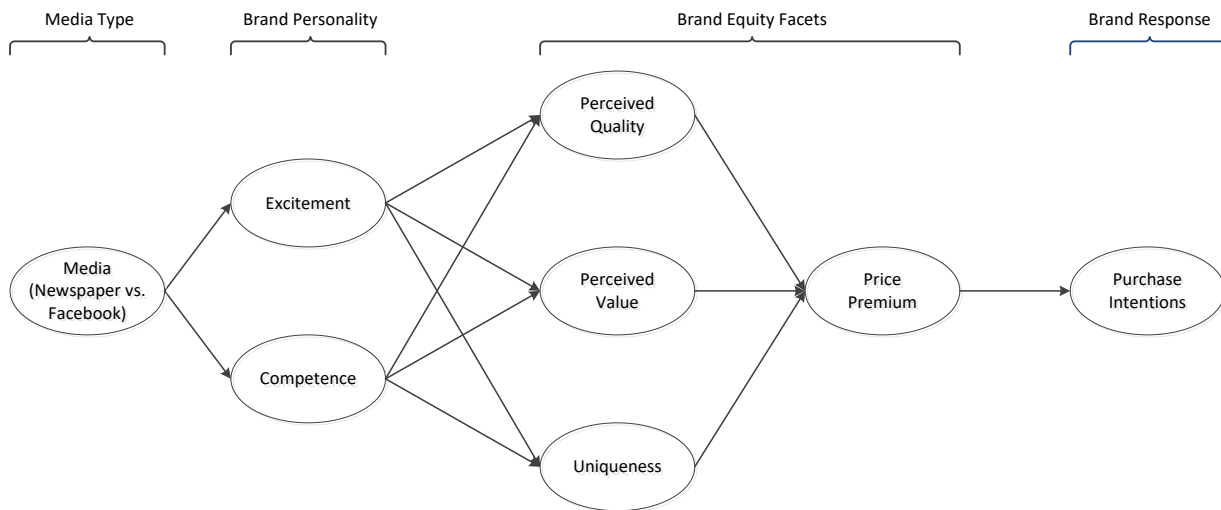 Media Type
Brand Personality
Brand Equity Facets
Brand Response
Perceived
Quality
Excitement
Media
(Newspaper vs.
Facebook)
Perceived
Value
Price
Premium
Purchase
Intentions
Competence
Uniqueness